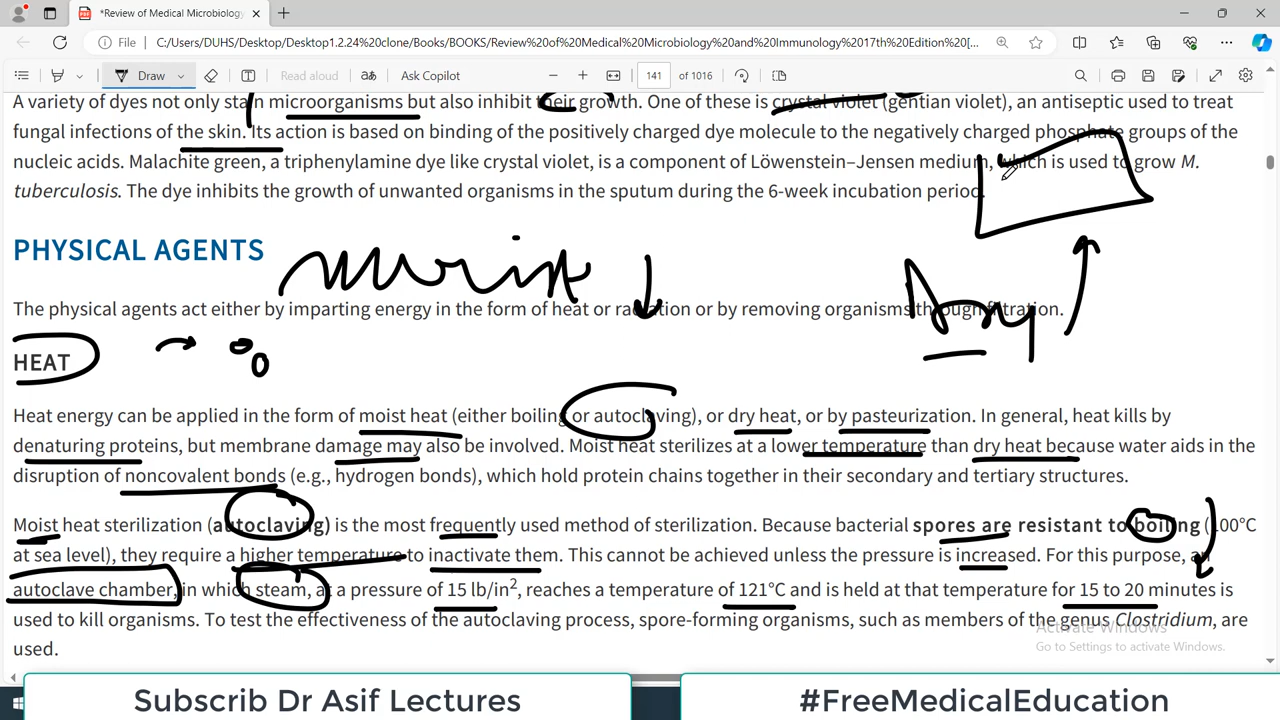 *Review of Medical Microbiology
File C:/Users/DUHS/Desktop/Desktop1.2.24%20clone/Books/BOOKS/Review%20of%20Medical%20Microbiology%20and%20Immunology%2017th%20Edition%20[...
Draw Read aloud Ask Copilot 141 of 1016
A variety of dyes not only stain microorganisms but also inhibit their growth. One of these is crystal violet (gentian violet), an antiseptic used to treat
fungal infections of the skin. Its action is based on binding of the positively charged dye molecule to the negatively charged phosphate groups of the
nucleic acids. Malachite green, a triphenylamine dye like crystal violet, is a component of Löwenstein–Jensen medium, which is used to grow M.
tuberculosis. The dye inhibits the growth of unwanted organisms in the sputum during the 6-week incubation period.
PHYSICAL AGENTS
The physical agents act either by imparting energy in the form of heat or radiation or by removing organisms through filtration.
Dry
HEAT
Heat energy can be applied in the form of moist heat (either boiling or autoclaving), or dry heat, or by pasteurization. In general, heat kills by
denaturing proteins, but membrane damage may also be involved. Moist heat sterilizes at a lower temperature than dry heat because water aids in the
disruption of noncovalent bonds (e.g., hydrogen bonds), which hold protein chains together in their secondary and tertiary structures.
Moist heat sterilization (autoclaving) is the most frequently used method of sterilization. Because bacterial spores are resistant to boiling (100°C
at sea level), they require a higher temperature to inactivate them. This cannot be achieved unless the pressure is increased. For this purpose, an
autoclave chamber, in which steam, at a pressure of 15 lb/in², reaches a temperature of 121°C and is held at that temperature for 15 to 20 minutes is
used to kill organisms. To test the effectiveness of the autoclaving process, spore-forming organisms, such as members of the genus Clostridium, are
used.
Activate Windows
Go to Settings to activate Windows.
Subscrib Dr Asif Lectures
#FreeMedicalEducation